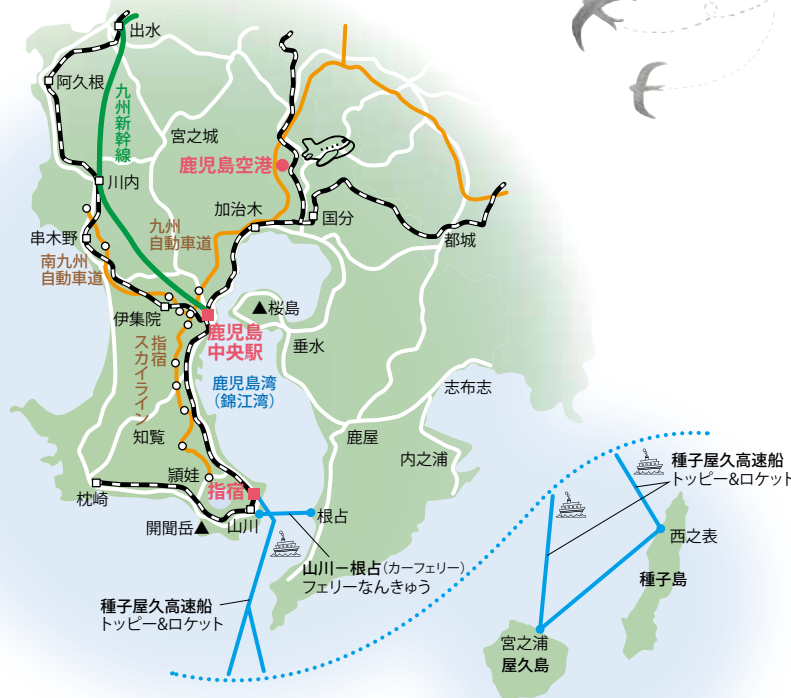 出水
阿久根
九州新幹線
宮之城
鹿児島空港
川内
加治木
国分
串木野
九州
自動車道
都城
南九州
自動車道
伊集院
▲桜島
鹿児島
中央駅
垂水
指宿
スカイライン
鹿児島湾
(錦江湾)
志布志
知覧
鹿屋
内之浦
頴娃
指宿
枕崎
開聞岳▲
山川
根占
種子屋久高速船
トッピー&ロケット
西之表
種子島
山川−根占(カーフェリー)
フェリーなんきゅう
種子屋久高速船
トッピー&ロケット
宮之浦
屋久島